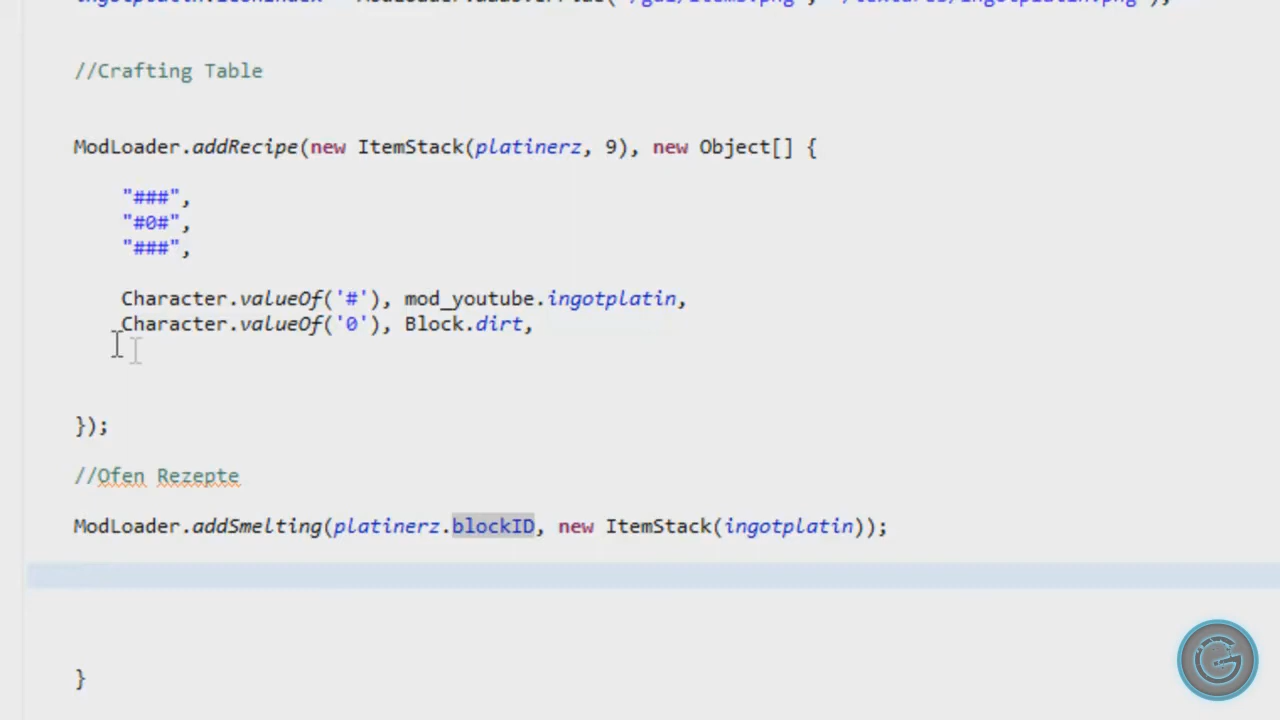 //Crafting Table
ModLoader.addRecipe(new ItemStack(platinerz, 9), new Object[] {
"###",
"#0#",
"###",
Character.valueOf('#'), mod_youtube.ingotplatin,
Character.valueOf('0'), Block.dirt,
});
//Ofen Rezepte
ModLoader.addSmelting(platinerz.blockID, new ItemStack(ingotplatin));
}